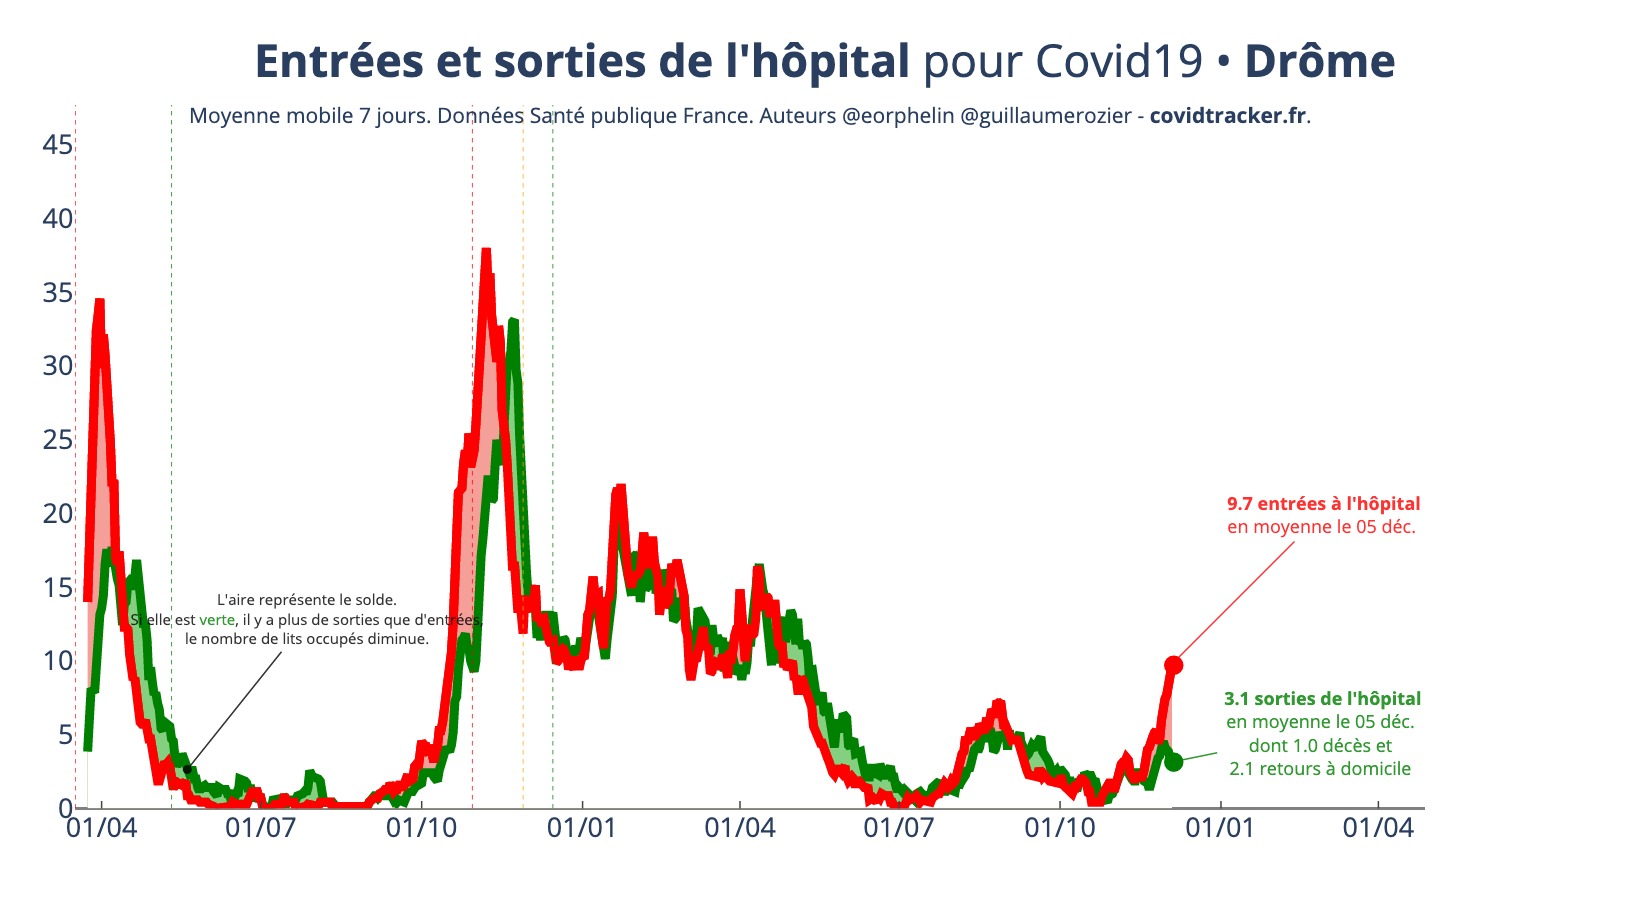 Entrées et sorties de l'hôpital pour Covid19 • Drôme
Moyenne mobile 7 jours. Données Santé publique France. Auteurs @eorphelin @guillaumerozier - covidtracker.fr.
45
40
35
30
25
20
15
10
5
0
9.7 entrées à l'hôpital
en moyenne le 05 déc.
L'aire représente le solde.
Si elle est verte, il y a plus de sorties que d'entrées,
le nombre de lits occupés diminue.
3.1 sorties de l'hôpital
en moyenne le 05 déc.
dont 1.0 décès et
2.1 retours à domicile
01/04 01/07 01/10 01/01 01/04 01/07 01/10 01/01 01/04